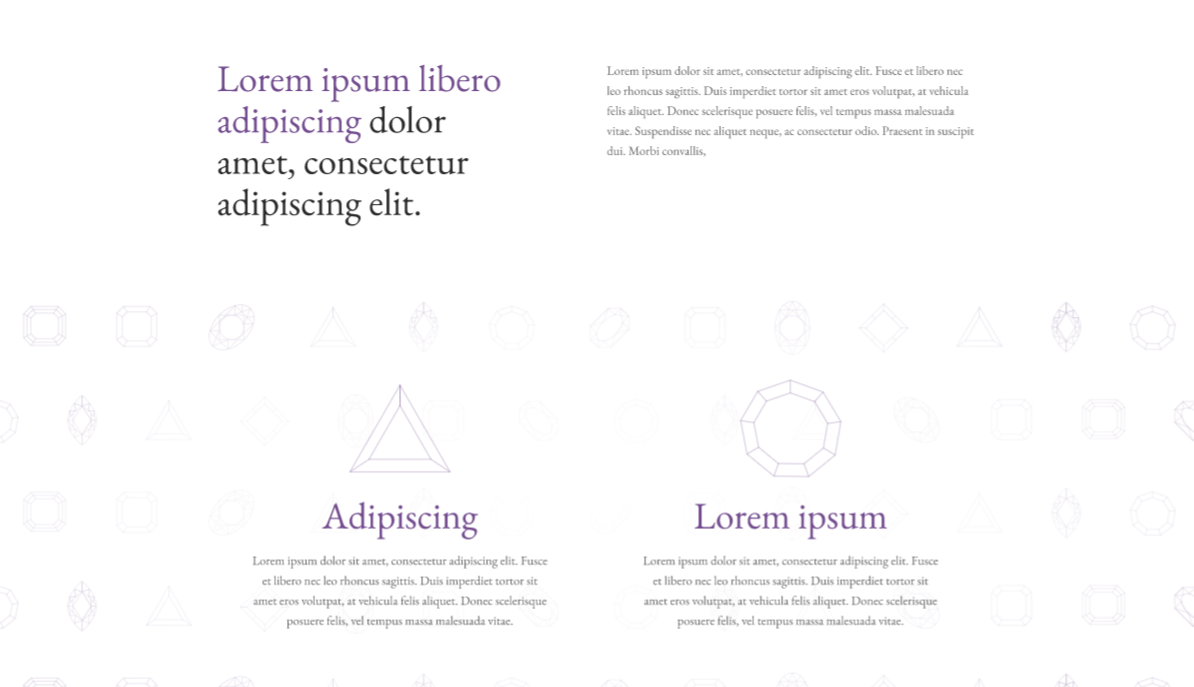 Lorem ipsum libero
adipiscing dolor
amet, consectetur
adipiscing elit.
Lorem ipsum dolor sit amet, consectetur adipiscing elit. Fusce et libero nec
leo rhoncus sagittis. Duis imperdiet tortor sit amet eros volutpat, at vehicula
felis aliquet. Donec scelerisque posuere felis, vel tempus massa malesuada
vitae. Suspendisse nec aliquet neque, ac consectetur odio. Praesent in suscipit
dui. Morbi convallis,
Adipiscing
Lorem ipsum dolor sit amet, consectetur adipiscing elit. Fusce
et libero nec leo rhoncus sagittis. Duis imperdiet tortor sit
amet eros volutpat, at vehicula felis aliquet. Donec scelerisque
posuere felis, vel tempus massa malesuada vitae.
Lorem ipsum
Lorem ipsum dolor sit amet, consectetur adipiscing elit. Fusce
et libero nec leo rhoncus sagittis. Duis imperdiet tortor sit
amet eros volutpat, at vehicula felis aliquet. Donec scelerisque
posuere felis, vel tempus massa malesuada vitae.